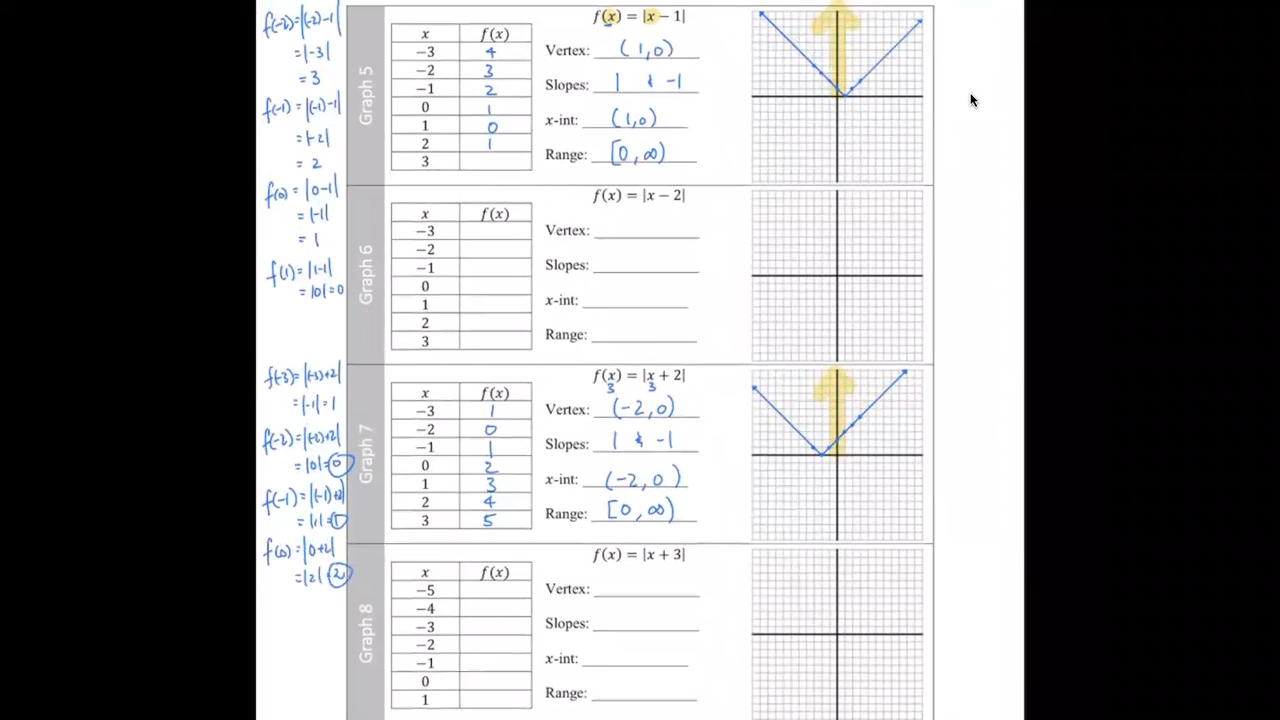 f(-2)=|(-2)-1|
=|-3|
= 3
f(-1)=|(-1)-1|
=|-2|
= 2
f(0)=|0-1|
=|-1|
= 1
f(1)=|1-1|
=|0|=0
Graph 5
x f(x)
−3 4
−2 3
−1 2
0 1
1 0
2 1
3
f(x) = |x − 1|
Vertex: (1,0)
Slopes: 1 & -1
x-int: (1,0)
Range: [0,∞)
Graph 6
x f(x)
−3
−2
−1
0
1
2
3
f(x) = |x − 2|
Vertex:
Slopes:
x-int:
Range:
f(-3)=|(-3)+2|
=|-1|=1
f(-2)=|(-2)+2|
=|0|=0
f(-1)=|(-1)+2|
=|1|=1
f(0)=|0+2|
=|2|=2
Graph 7
x f(x)
−3 1
−2 0
−1 1
0 2
1 3
2 4
3 5
f(x) = |x + 2|
3 3
Vertex: (-2,0)
Slopes: 1 & -1
x-int: (-2,0)
Range: [0,∞)
Graph 8
x f(x)
−5
−4
−3
−2
−1
0
1
f(x) = |x + 3|
Vertex:
Slopes:
x-int:
Range: